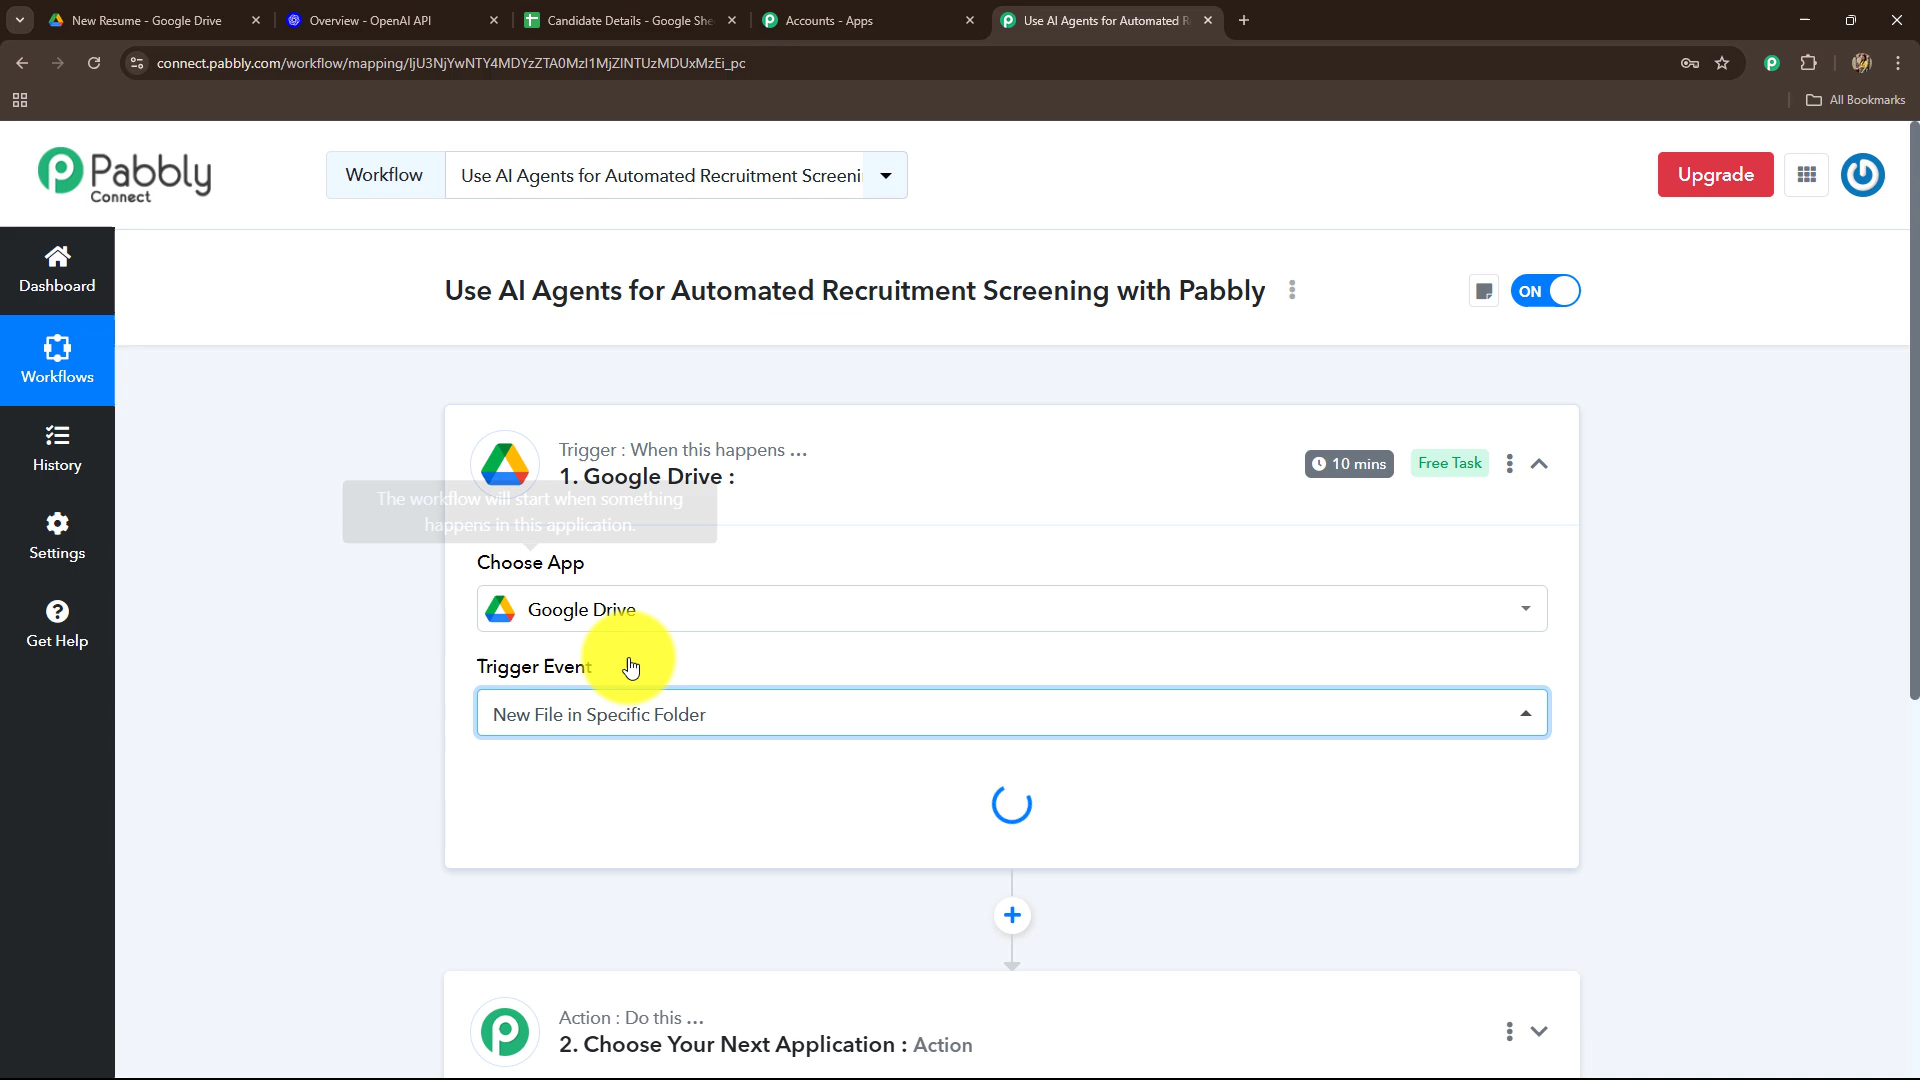 New Resume - Google Drive
Overview - OpenAI API
Candidate Details - Google She
Accounts - Apps
Use AI Agents for Automated R
connect.pabbly.com/workflow/mapping/IjU3NjYwNTY4MDYzZTA0MzI1MjZlNTUzMDUxMzEi_pc
All Bookmarks
Pabbly
Connect
Workflow
Use AI Agents for Automated Recruitment Screeni
Upgrade
Dashboard
Workflows
History
Settings
Get Help
Use AI Agents for Automated Recruitment Screening with Pabbly
ON
Trigger : When this happens ...
1. Google Drive :
10 mins
Free Task
The workflow will start when something
happens in this application.
Choose App
Google Drive
Trigger Event
New File in Specific Folder
Action : Do this ...
2. Choose Your Next Application : Action